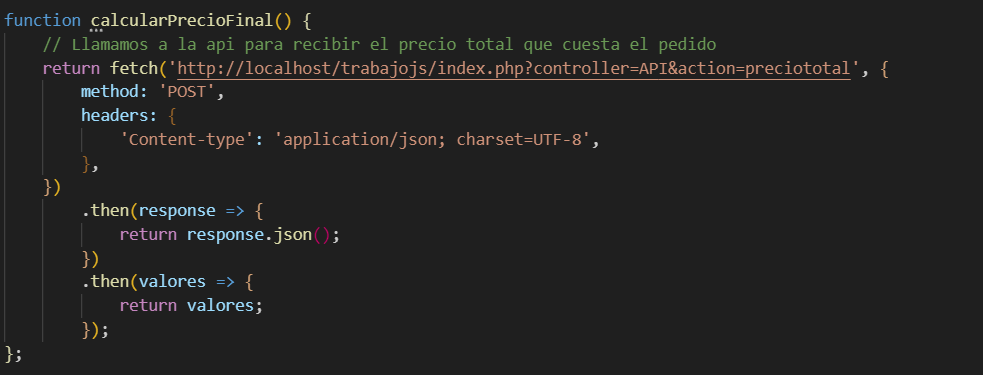 function calcularPrecioFinal() {
    // Llamamos a la api para recibir el precio total que cuesta el pedido
    return fetch('http://localhost/trabajojs/index.php?controller=API&action=preciototal', {
        method: 'POST',
        headers: {
            'Content-type': 'application/json; charset=UTF-8',
        },
    })
        .then(response => {
            return response.json();
        })
        .then(valores => {
            return valores;
        });
};